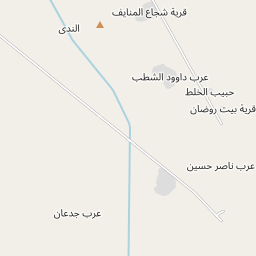 قرية شجاع المنايف
الندى
عرب داوود الشطب
حبيب الخلط
قرية بيت روضان
عرب ناصر حسين
عرب جدعان